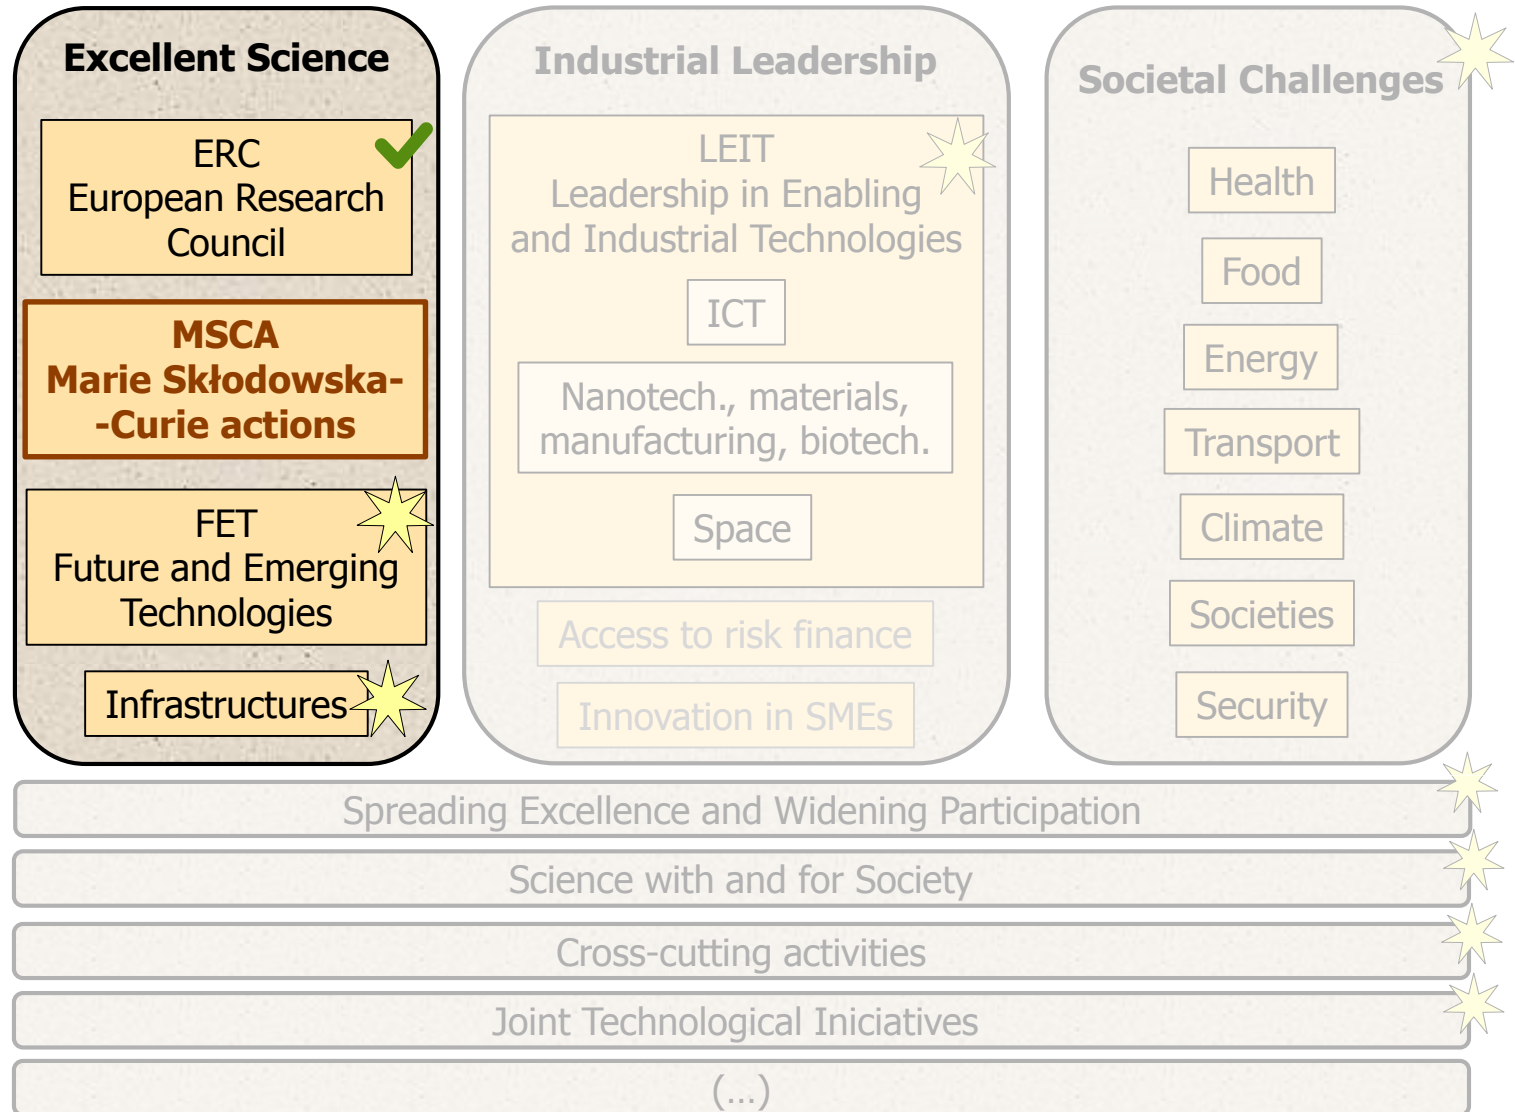 Excellent Science
ERC
European Research
Council
MSCA
Marie Skłodowska-
-Curie actions
FET
Future and Emerging
Technologies
Infrastructures
Industrial Leadership
LEIT
Leadership in Enabling
and Industrial Technologies
ICT
Nanotech., materials,
manufacturing, biotech.
Space
Access to risk finance
Innovation in SMEs
Societal Challenges
Health
Food
Energy
Transport
Climate
Societies
Security
Spreading Excellence and Widening Participation
Science with and for Society
Cross-cutting activities
Joint Technological Iniciatives
(...)